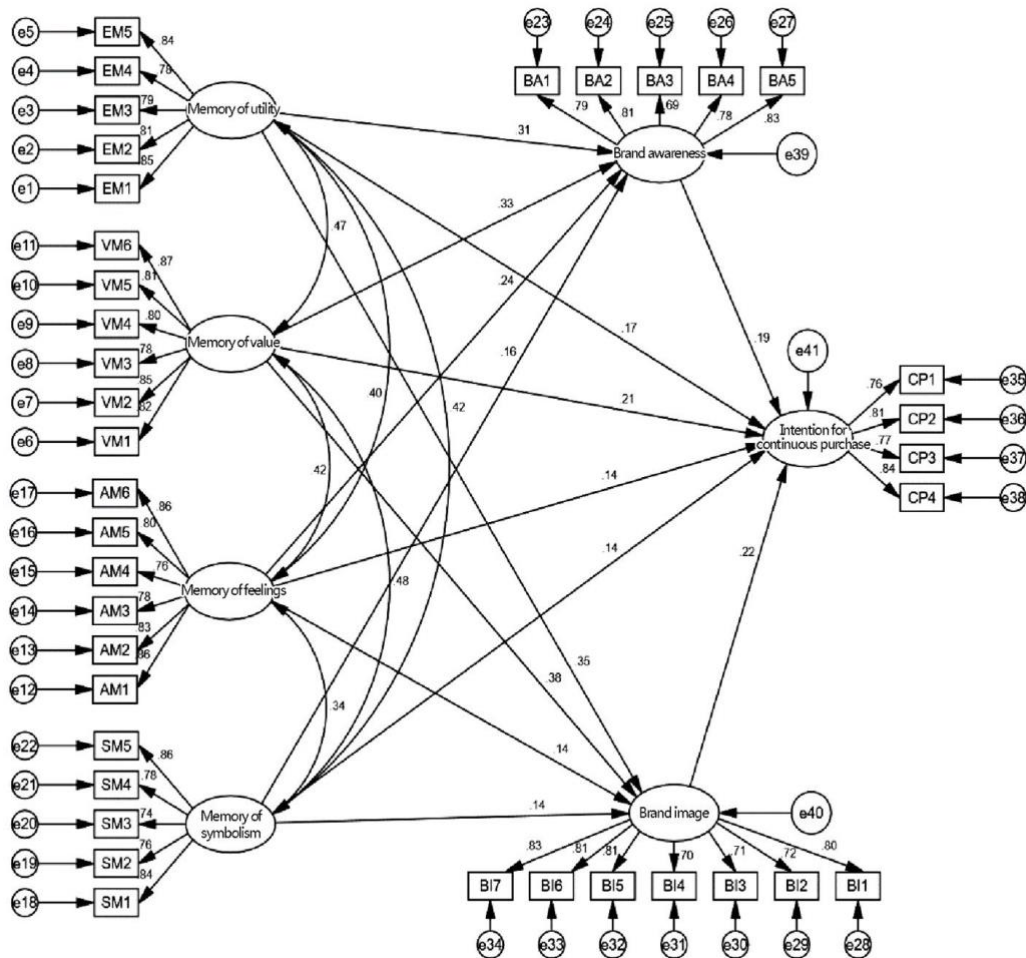 e5 EM5 .84
e4 EM4 .78
e3 EM3 .79
e2 EM2 .81
e1 EM1 .85
Memory of utility
e11 VM6 .87
e10 VM5 .81
e9 VM4 .80
e8 VM3 .78
e7 VM2 .85
e6 VM1 .82
Memory of value
e17 AM6 .86
e16 AM5 .80
e15 AM4 .76
e14 AM3 .78
e13 AM2 .83
e12 AM1 .86
Memory of feelings
e22 SM5 .86
e21 SM4 .78
e20 SM3 .74
e19 SM2 .76
e18 SM1 .84
Memory of
symbolism
.47
.40
.42
.42
.48
.34
.31
.33
.24
.16
.17
.21
.14
.14
.35
.38
.14
.14
.19
.22
e23 e24 e25 e26 e27
BA1 BA2 BA3 BA4 BA5
.79 .81 .69 .78 .83
Brand awareness
e39
e41
Intention for
continuous purchase
.76 CP1 e35
.81 CP2 e36
.77 CP3 e37
.84 CP4 e38
Brand image
e40
.83 .81 .81 .70 .71 .72 .80
BI7 BI6 BI5 BI4 BI3 BI2 BI1
e34 e33 e32 e31 e30 e29 e28